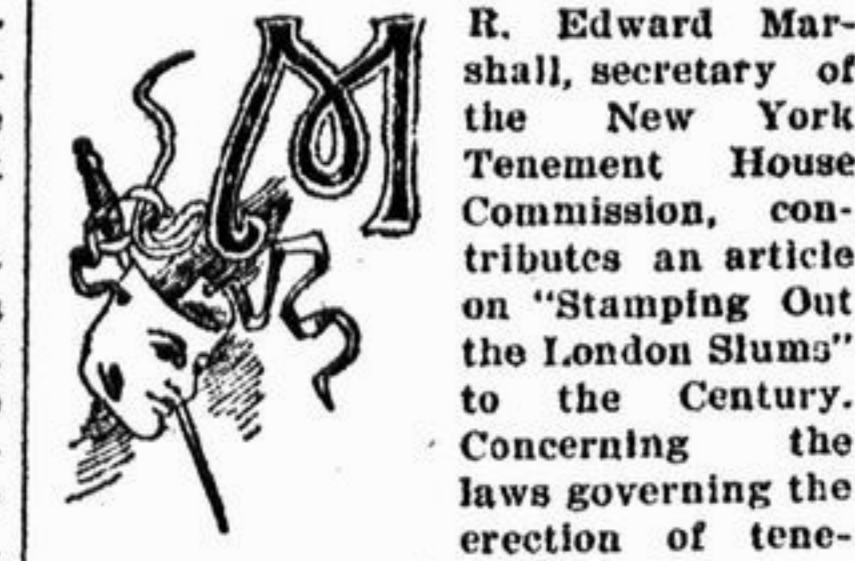 MR. Edward Mar-
shall, secretary of
the New York
Tenement House
Commission, con-
tributes an article
on "Stamping Out
the London Slums"
to the Century.
Concerning the
laws governing the
erection of tene-